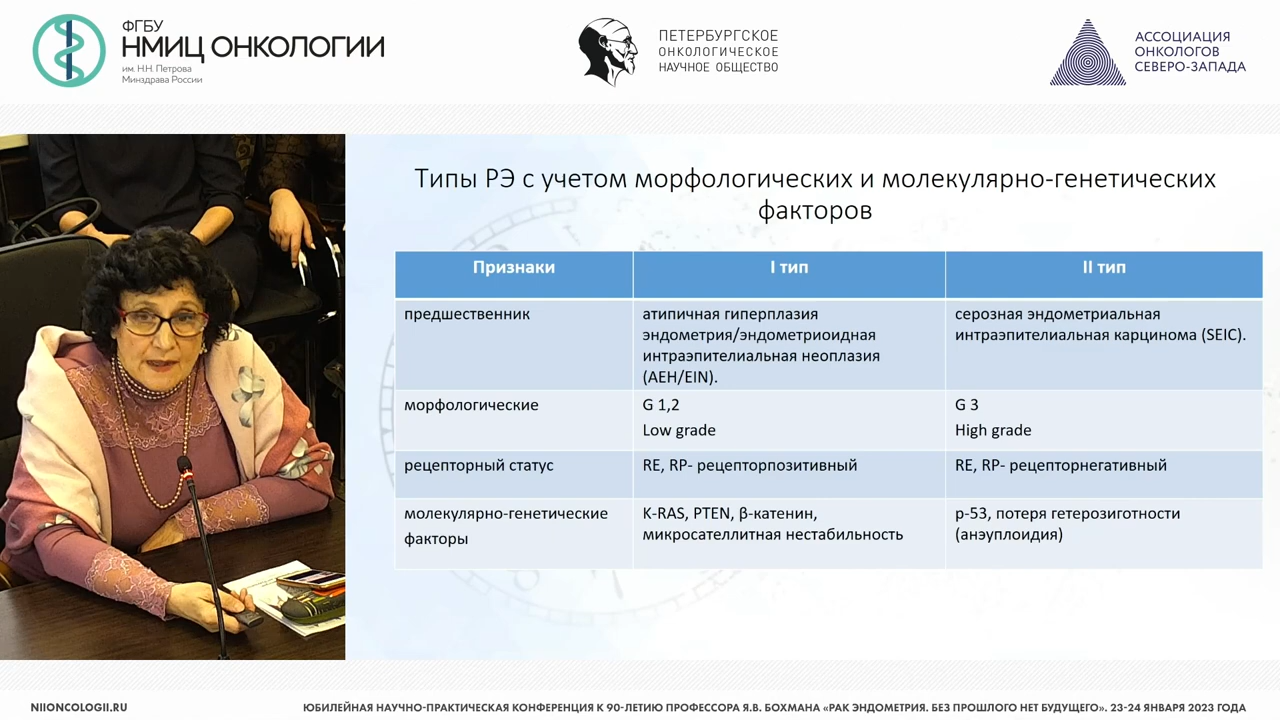 ФГБУ
НМИЦ ОНКОЛОГИИ
им. Н.Н. Петрова
Минздрава России
ПЕТЕРБУРГСКОЕ
ОНКОЛОГИЧЕСКОЕ
НАУЧНОЕ ОБЩЕСТВО
АССОЦИАЦИЯ
ОНКОЛОГОВ
СЕВЕРО-ЗАПАДА
Типы РЭ с учетом морфологических и молекулярно-генетических
факторов
Признаки I тип II тип
предшественник
атипичная гиперплазия
эндометрия/эндометриоидная
интраэпителиальная неоплазия
(AEH/EIN).
серозная эндометриальная
интраэпителиальная карцинома (SEIC).
морфологические
G 1,2
Low grade
G 3
High grade
рецепторный статус
RE, RP- рецепторпозитивный
RE, RP- рецепторнегативный
молекулярно-генетические
факторы
K-RAS, PTEN, β-катенин,
микросателлитная нестабильность
р-53, потеря гетерозиготности
(анэуплоидия)
NIIONCOLOGII.RU
ЮБИЛЕЙНАЯ НАУЧНО-ПРАКТИЧЕСКАЯ КОНФЕРЕНЦИЯ К 90-ЛЕТИЮ ПРОФЕССОРА Я.В. БОХМАНА «РАК ЭНДОМЕТРИЯ. БЕЗ ПРОШЛОГО НЕТ БУДУЩЕГО». 23-24 ЯНВАРЯ 2023 ГОДА